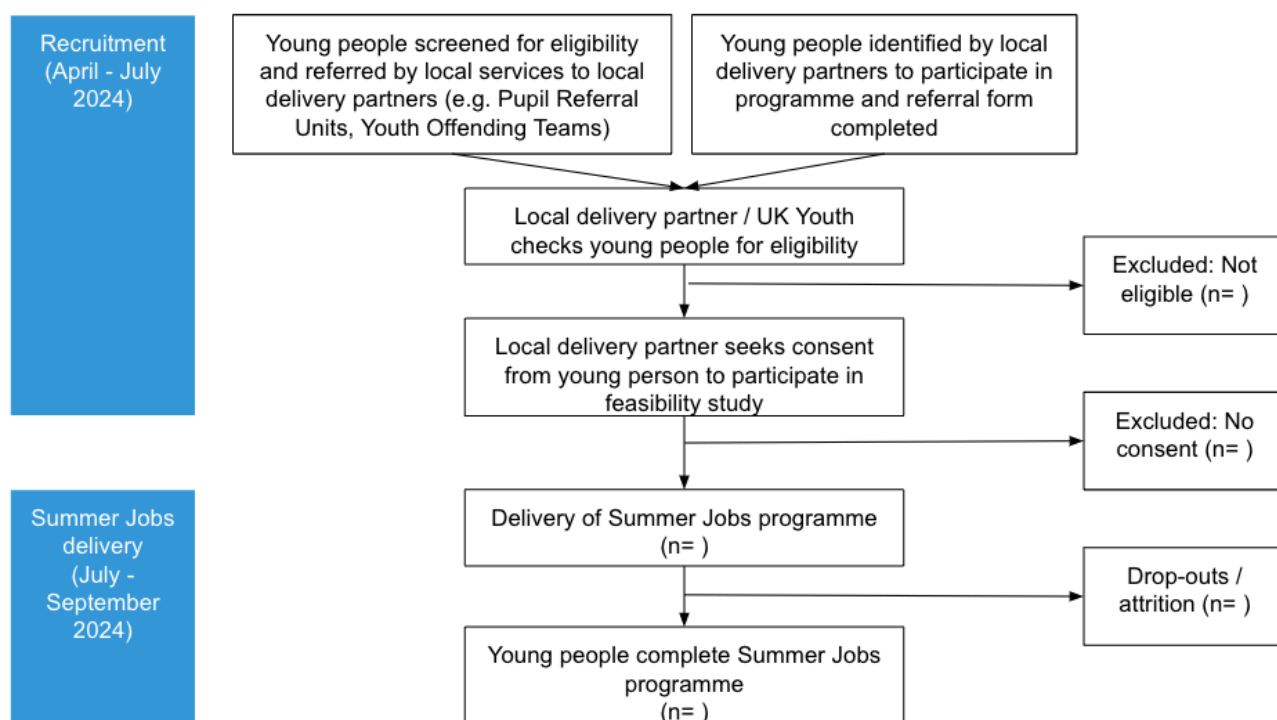 Recruitment
(April - July
2024)
Young people screened for eligibility
and referred by local services to local
delivery partners (e.g. Pupil Referral
Units, Youth Offending Teams)
Young people identified by local
delivery partners to participate in
programme and referral form
completed
Local delivery partner / UK Youth
checks young people for eligibility
Excluded: Not
eligible (n= )
Local delivery partner seeks consent
from young person to participate in
feasibility study
Excluded: No
consent (n= )
Summer Jobs
delivery
(July -
September
2024)
Delivery of Summer Jobs programme
(n= )
Drop-outs /
attrition (n= )
Young people complete Summer Jobs
programme
(n= )